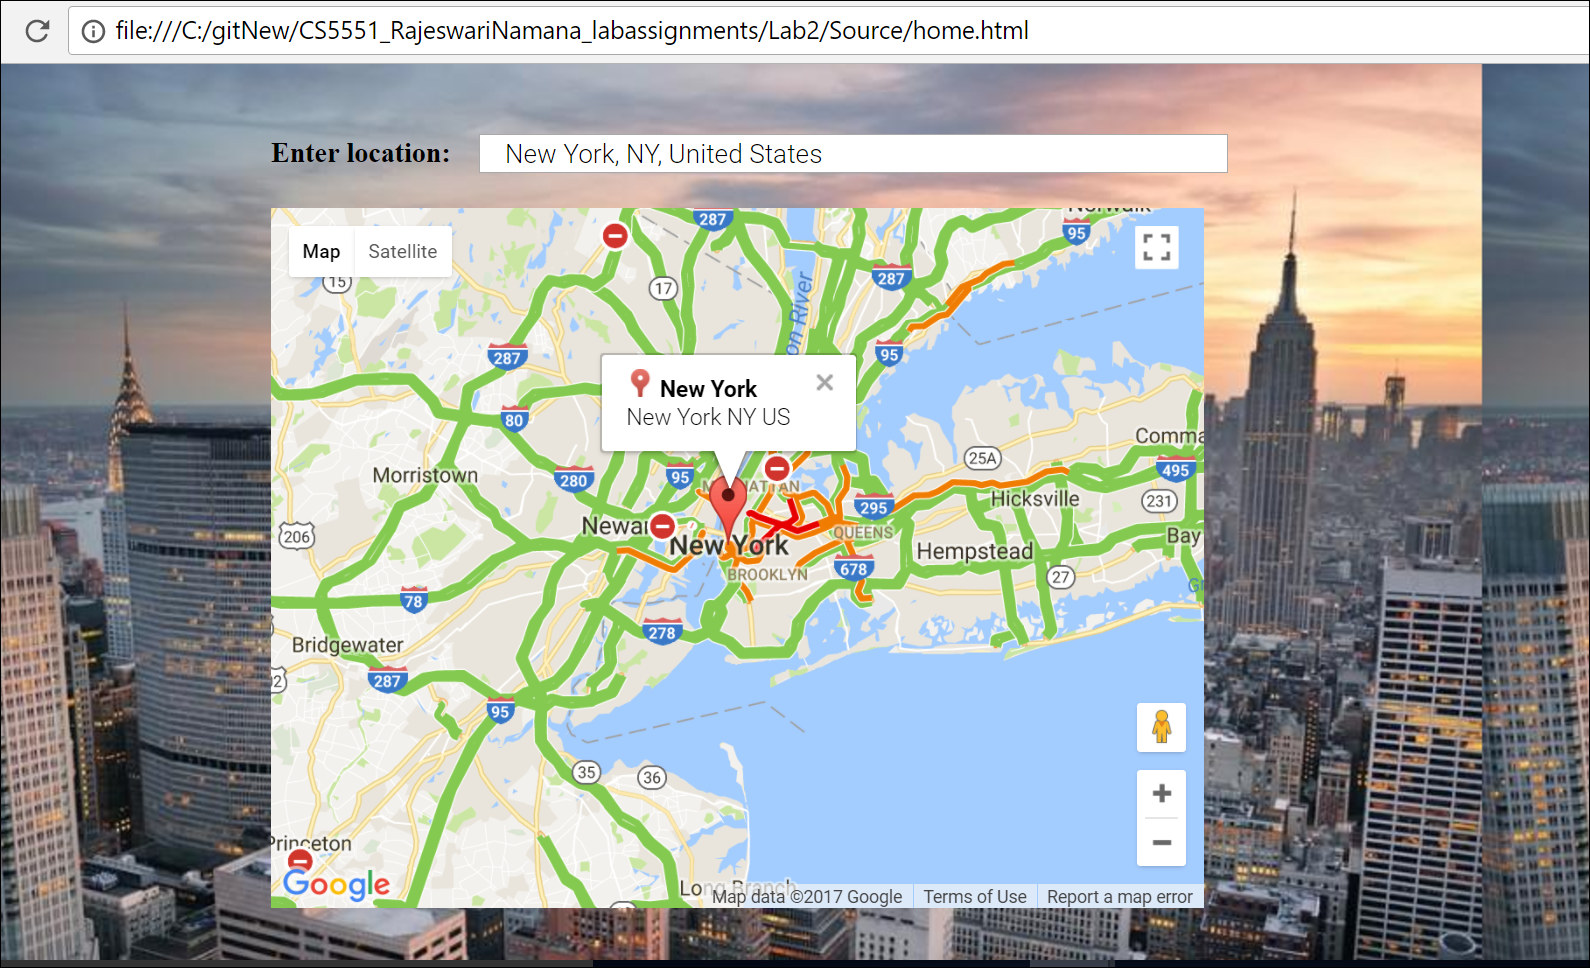 file:///C:/gitNew/CS5551_RajeswariNamana_labassignments/Lab2/Source/home.html
Enter location: New York, NY, United States
Norwalk
287
95
Map Satellite
15
17
287
287
95
80
New York
New York NY US
Comma
25A
495
Morristown
280
95
MANHATTAN
295
Hicksville
231
206
Newar
QUEENS
Bay
New York
Hempstead
BROOKLYN
678
27
78
278
Bridgewater
287
95
35
36
Princeton
Google
Long Branch
Map data ©2017 Google Terms of Use Report a map error